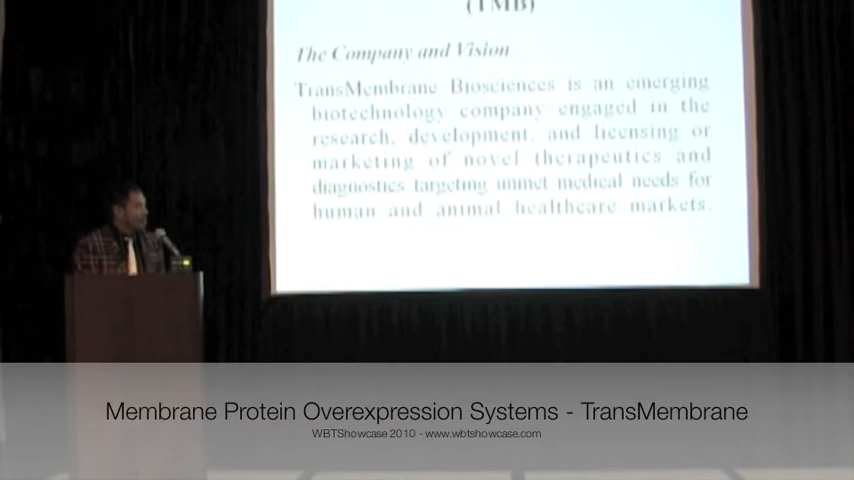 (TMB)
The Company and Vision
TransMembrane Biosciences is an emerging
biotechnology company engaged in the
research, development, and licensing or
marketing of novel therapeutics and
diagnostics targeting unmet medical needs for
human and animal healthcare markets.
Membrane Protein Overexpression Systems - TransMembrane
WBTShowcase 2010 - www.wbtshowcase.com